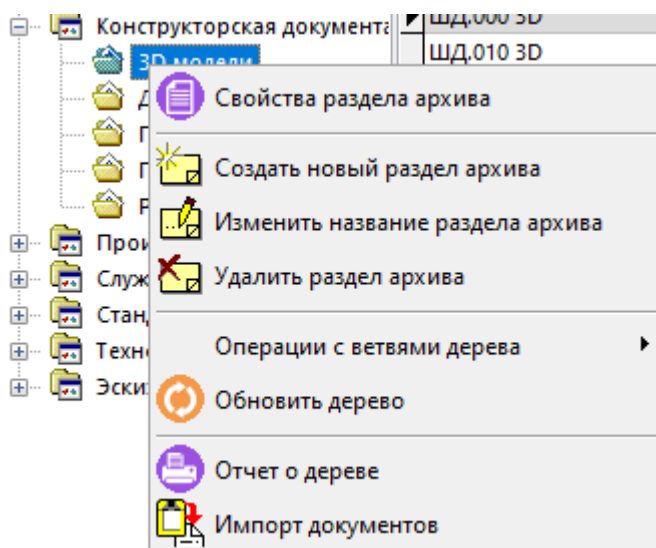 Конструкторская документа
ШД.000 3D
3D модели
ШД.010 3D
Свойства раздела архива
Создать новый раздел архива
Изменить название раздела архива
Удалить раздел архива
Операции с ветвями дерева
Обновить дерево
Отчет о дереве
Импорт документов